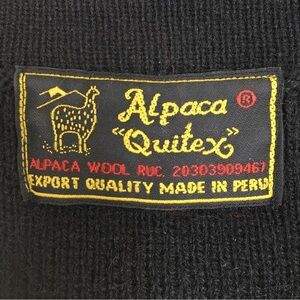 Alpaca ®
"Quitex"
ALPACA WOOL RUC. 20303909467
EXPORT QUALITY MADE IN PERU